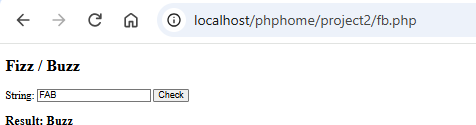 localhost/phphome/project2/fb.php
Fizz / Buzz
String: FAB Check
Result: Buzz